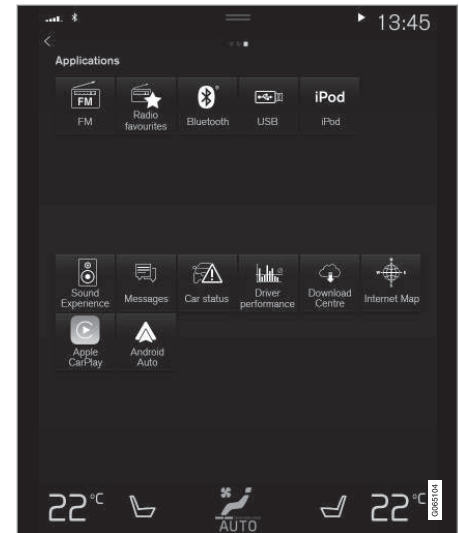 13:45
Applications
FM
iPod
FM
Radio favourites
Bluetooth
USB
iPod
Sound Experience
Messages
Car status
Driver performance
Download Centre
Internet Map
Apple CarPlay
Android Auto
22°C
AUTO
22°C
G065104